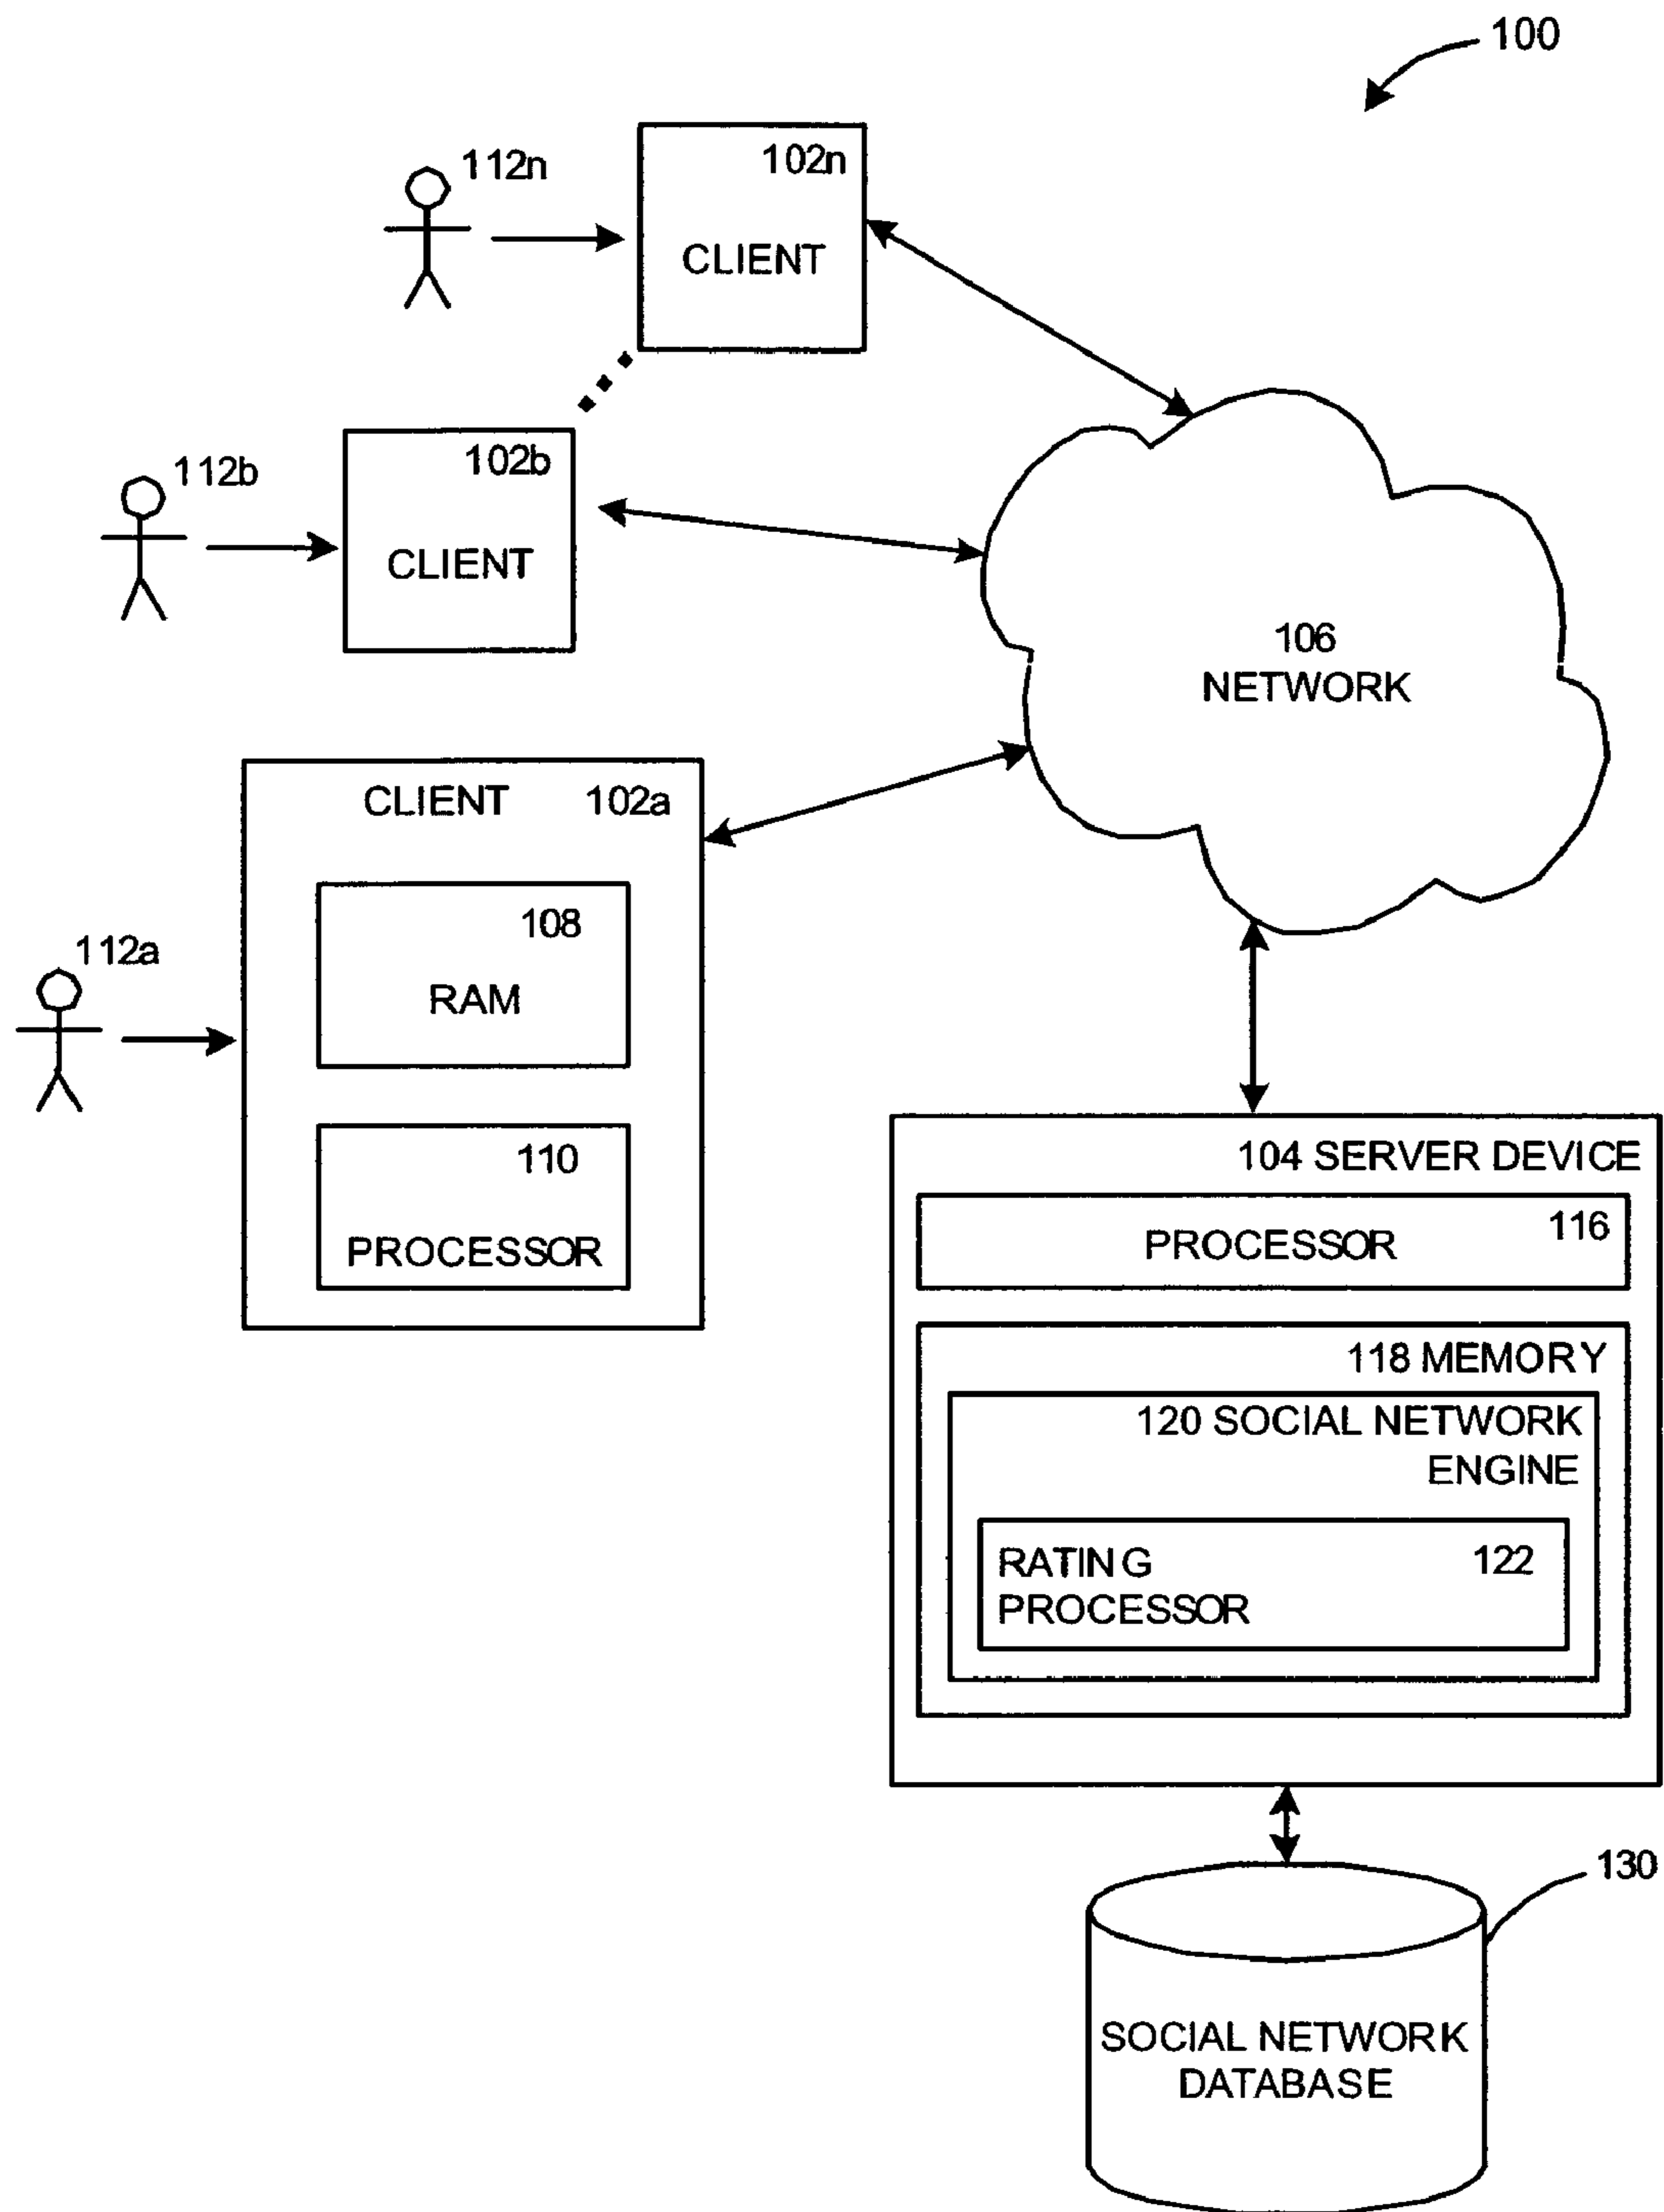 100
112n
102n
CLIENT
112b
102b
CLIENT
106
NETWORK
CLIENT 102a
108
RAM
112a
110
PROCESSOR
104 SERVER DEVICE
PROCESSOR 116
118 MEMORY
120 SOCIAL NETWORK
ENGINE
RATING 122
PROCESSOR
130
SOCIAL NETWORK
DATABASE